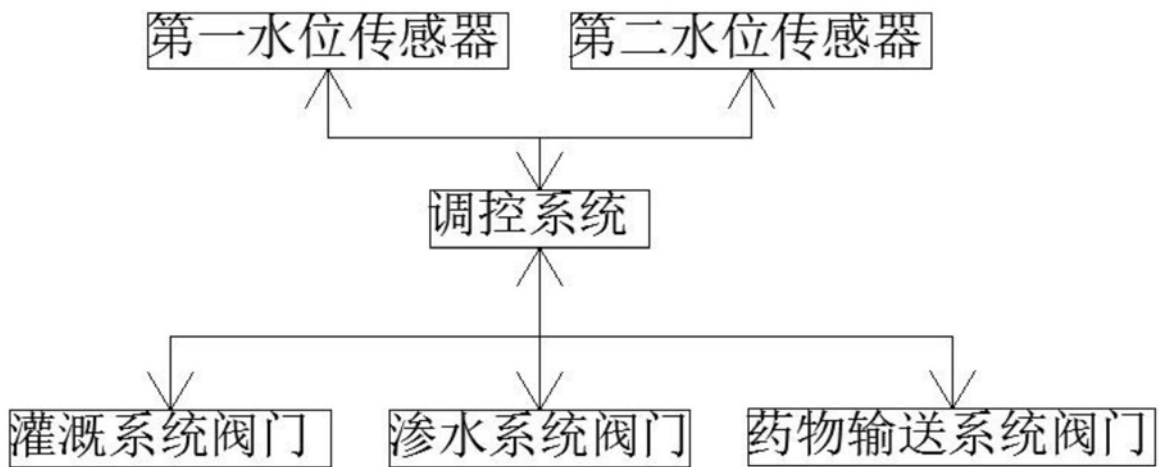 第一水位传感器
第二水位传感器
调控系统
灌溉系统阀门
渗水系统阀门
药物输送系统阀门